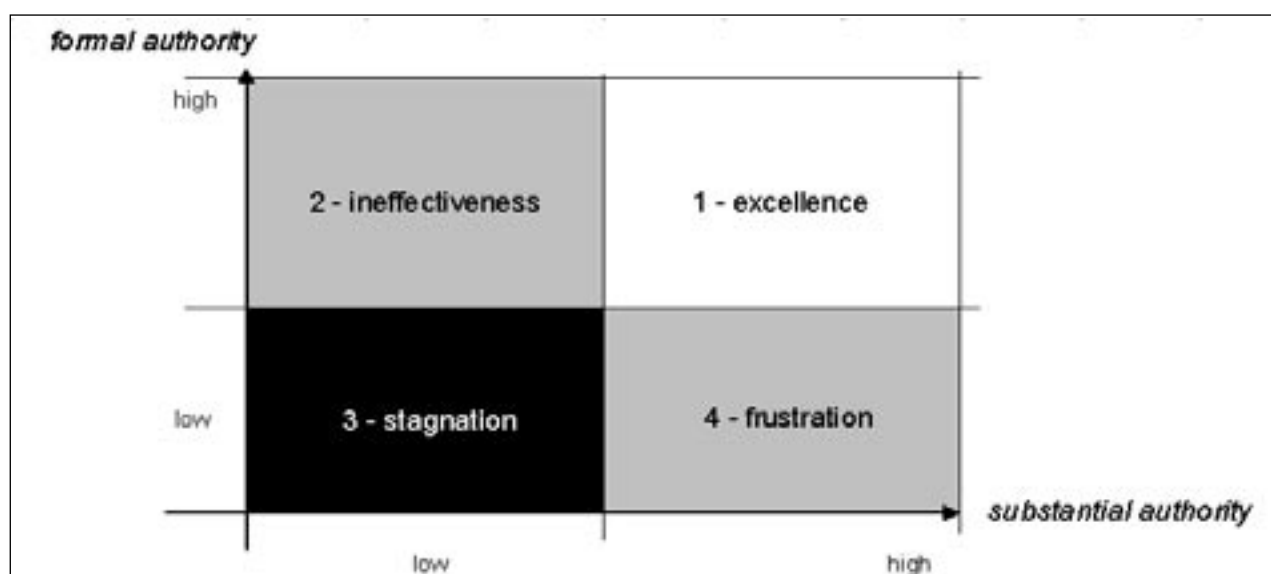 formal authority
high
2 - ineffectiveness
1 - excellence
low
3 - stagnation
4 - frustration
substantial authority
low
high